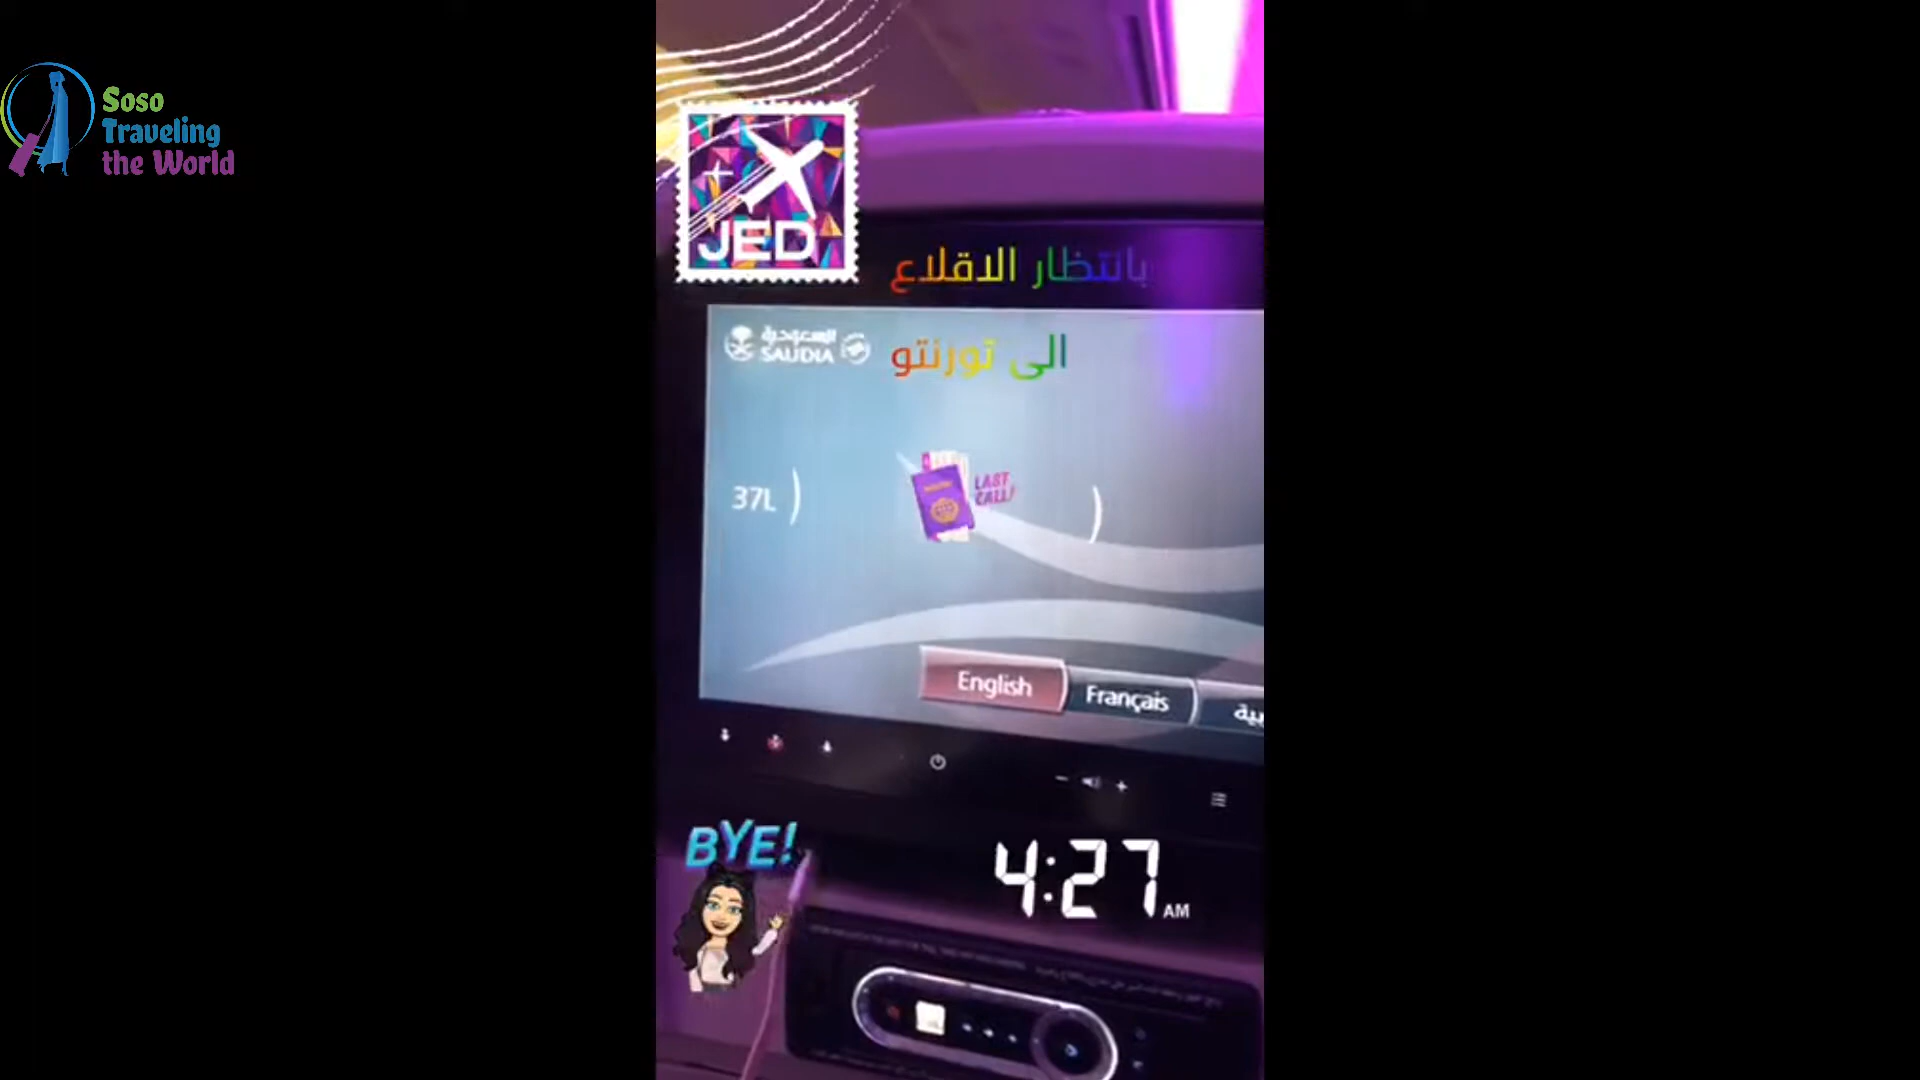 Soso
Traveling
the World
JED
بانتظار الاقلاع
السعودية
SAUDIA
الى تورنتو
37L
LAST
CALL!
English
Français
BYE!
4:27 AM